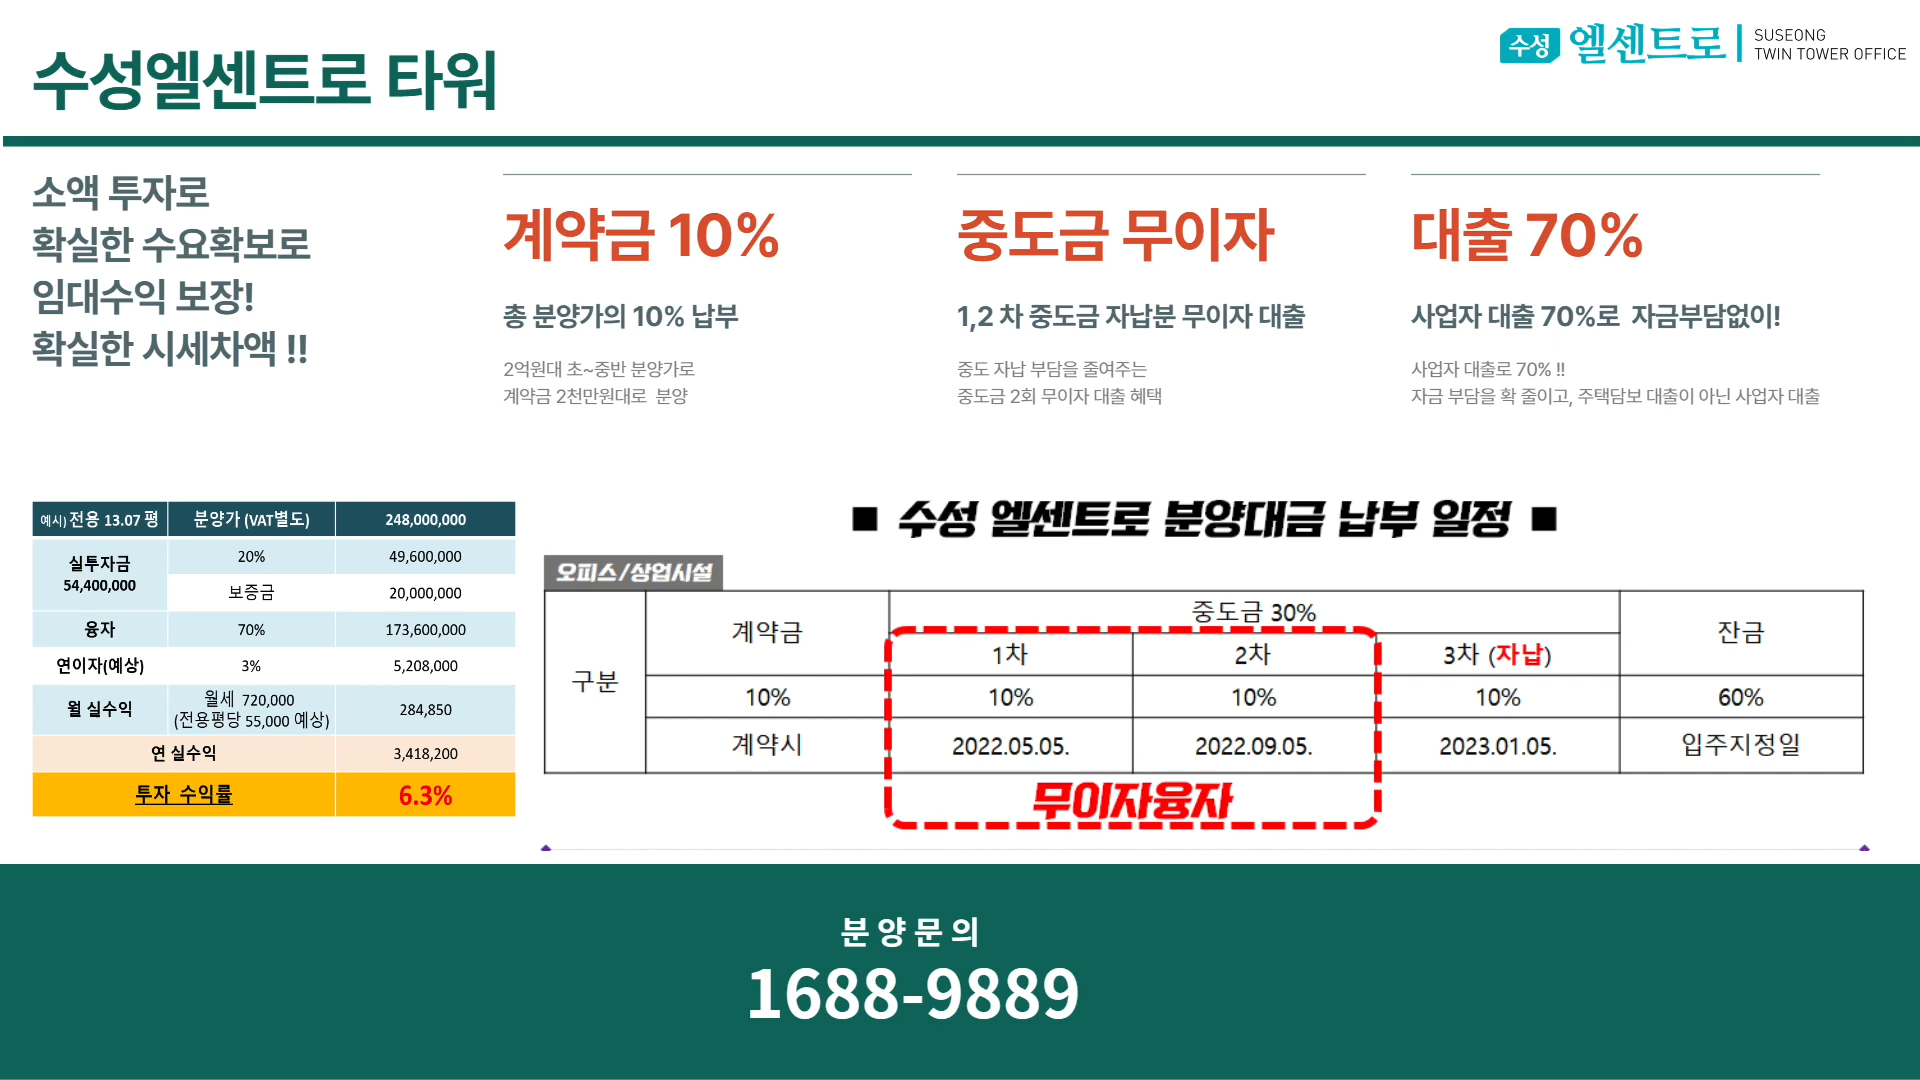 수성엘센트로 타워
수성 엘센트로 SUSEONG
TWIN TOWER OFFICE
소액 투자로
확실한 수요확보로
임대수익 보장!
확실한 시세차액 !!
계약금 10%
총 분양가의 10% 납부
2억원대 초~중반 분양가로
계약금 2천만원대로 분양
중도금 무이자
1,2 차 중도금 자납분 무이자 대출
중도 자납 부담을 줄여주는
중도금 2회 무이자 대출 혜택
대출 70%
사업자 대출 70%로 자금부담없이!
사업자 대출로 70% !!
자금 부담을 확 줄이고, 주택담보 대출이 아닌 사업자 대출
예시) 전용 13.07 평 분양가 (VAT별도) 248,000,000
실투자금
54,400,000
20% 49,600,000
보증금 20,000,000
융자 70% 173,600,000
연이자(예상) 3% 5,208,000
월 실수익 월세 720,000
(전용평당 55,000 예상) 284,850
연 실수익 3,418,200
투자 수익률 6.3%
■ 수성 엘센트로 분양대금 납부 일정 ■
오피스/상업시설
구분 계약금 중도금 30% 잔금
1차 2차 3차 (자납)
10% 10% 10% 10% 60%
계약시 2022.05.05. 2022.09.05. 2023.01.05. 입주지정일
무이자융자
분양문의
1688-9889